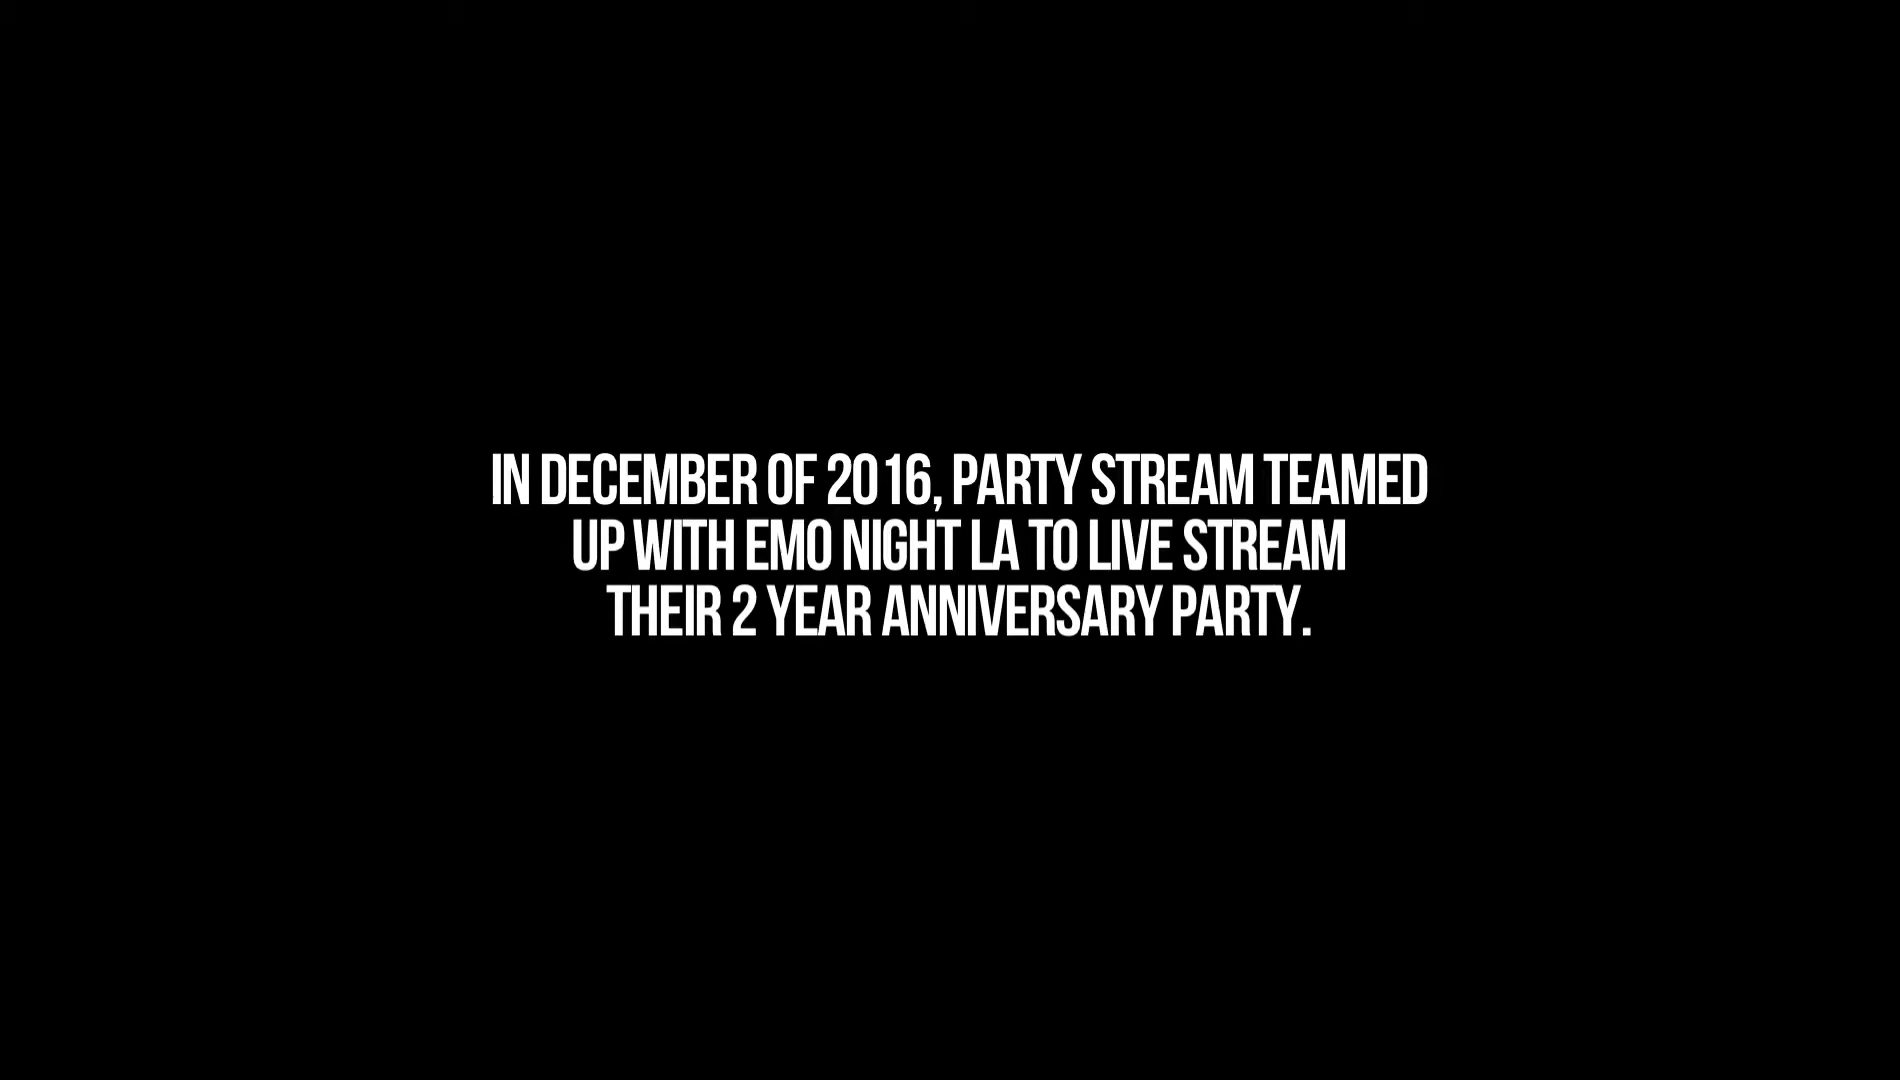 IN DECEMBER OF 2016, PARTY STREAM TEAMED
UP WITH EMO NIGHT LA TO LIVE STREAM
THEIR 2 YEAR ANNIVERSARY PARTY.